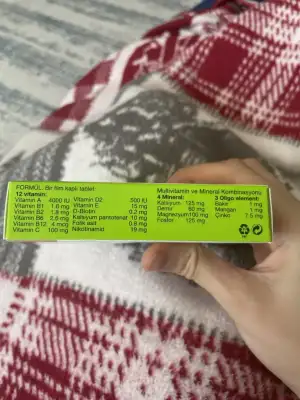 FORMÜL: Bir film kaplı tablet:
12 vitamin:
Vitamin A 4000 IU
Vitamin B1 1.6 mg
Vitamin B2 1.8 mg
Vitamin B6 2.6 mg
Vitamin B12 4 mcg
Vitamin C 100 mg
Vitamin D2 500 IU
Vitamin E 15 mg
D-Biotin 0.2 mg
Kalsiyum pantotenat 10 mg
Folik asit 0.8 mg
Nikotinamid 19 mg
Multivitamin ve Mineral Kombinasyonu
4 Mineral:
Kalsiyum 125 mg
Demir 60 mg
Magnezyum 100 mg
Fosfor 125 mg
3 Oligo element:
Bakır 1 mg
Mangan 1 mg
Çinko 7.5 mg